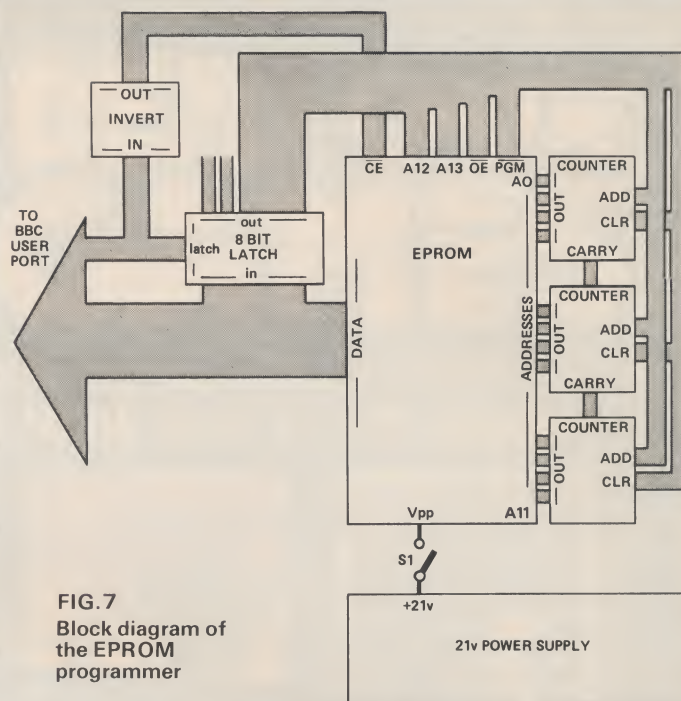 OUT
INVERT
IN
TO
BBC
USER
PORT
out
latch
8 BIT
LATCH
in
CE
A12
A13
OE
PGM
AO
EPROM
DATA
ADDRESSES
Vpp
A11
COUNTER
OUT
ADD
CLR
CARRY
COUNTER
OUT
ADD
CLR
CARRY
COUNTER
OUT
ADD
CLR
S1
+21v
21v POWER SUPPLY
FIG.7
Block diagram of
the EPROM
programmer